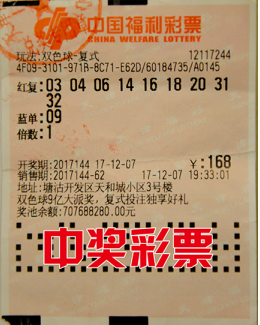 中国福利彩票
CHINA WELFARE LOTTERY
玩法:双色球-复式 12117244
4F09-3101-971A-8C71-E62D/60184735/A0145
红复:03 04 06 14 16 18 20 31
32
蓝单:09
倍数:1
开奖期:2017144 17-12-07 ¥:168
销售期:2017144-62 17-12-07 19:33:01
地址:塘沽开发区天和城小区3号楼
双色球9亿大派奖，复式投注独享好礼
奖池余额:707688280.00元
中奖彩票